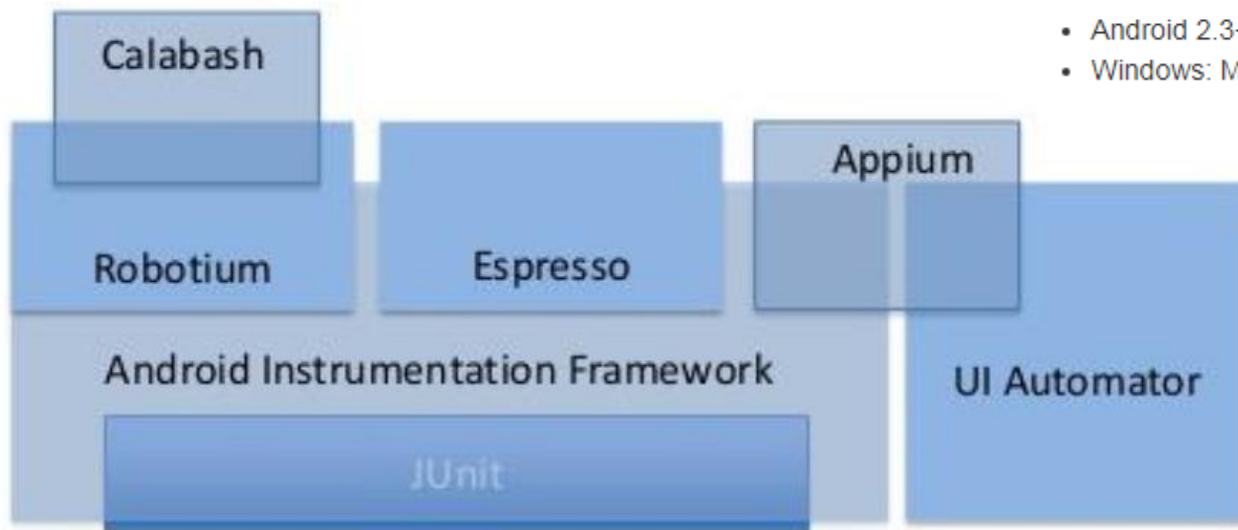 Calabash
• Android 2.3-
• Windows: M
Appium
Robotium
Espresso
Android Instrumentation Framework
UI Automator
JUnit